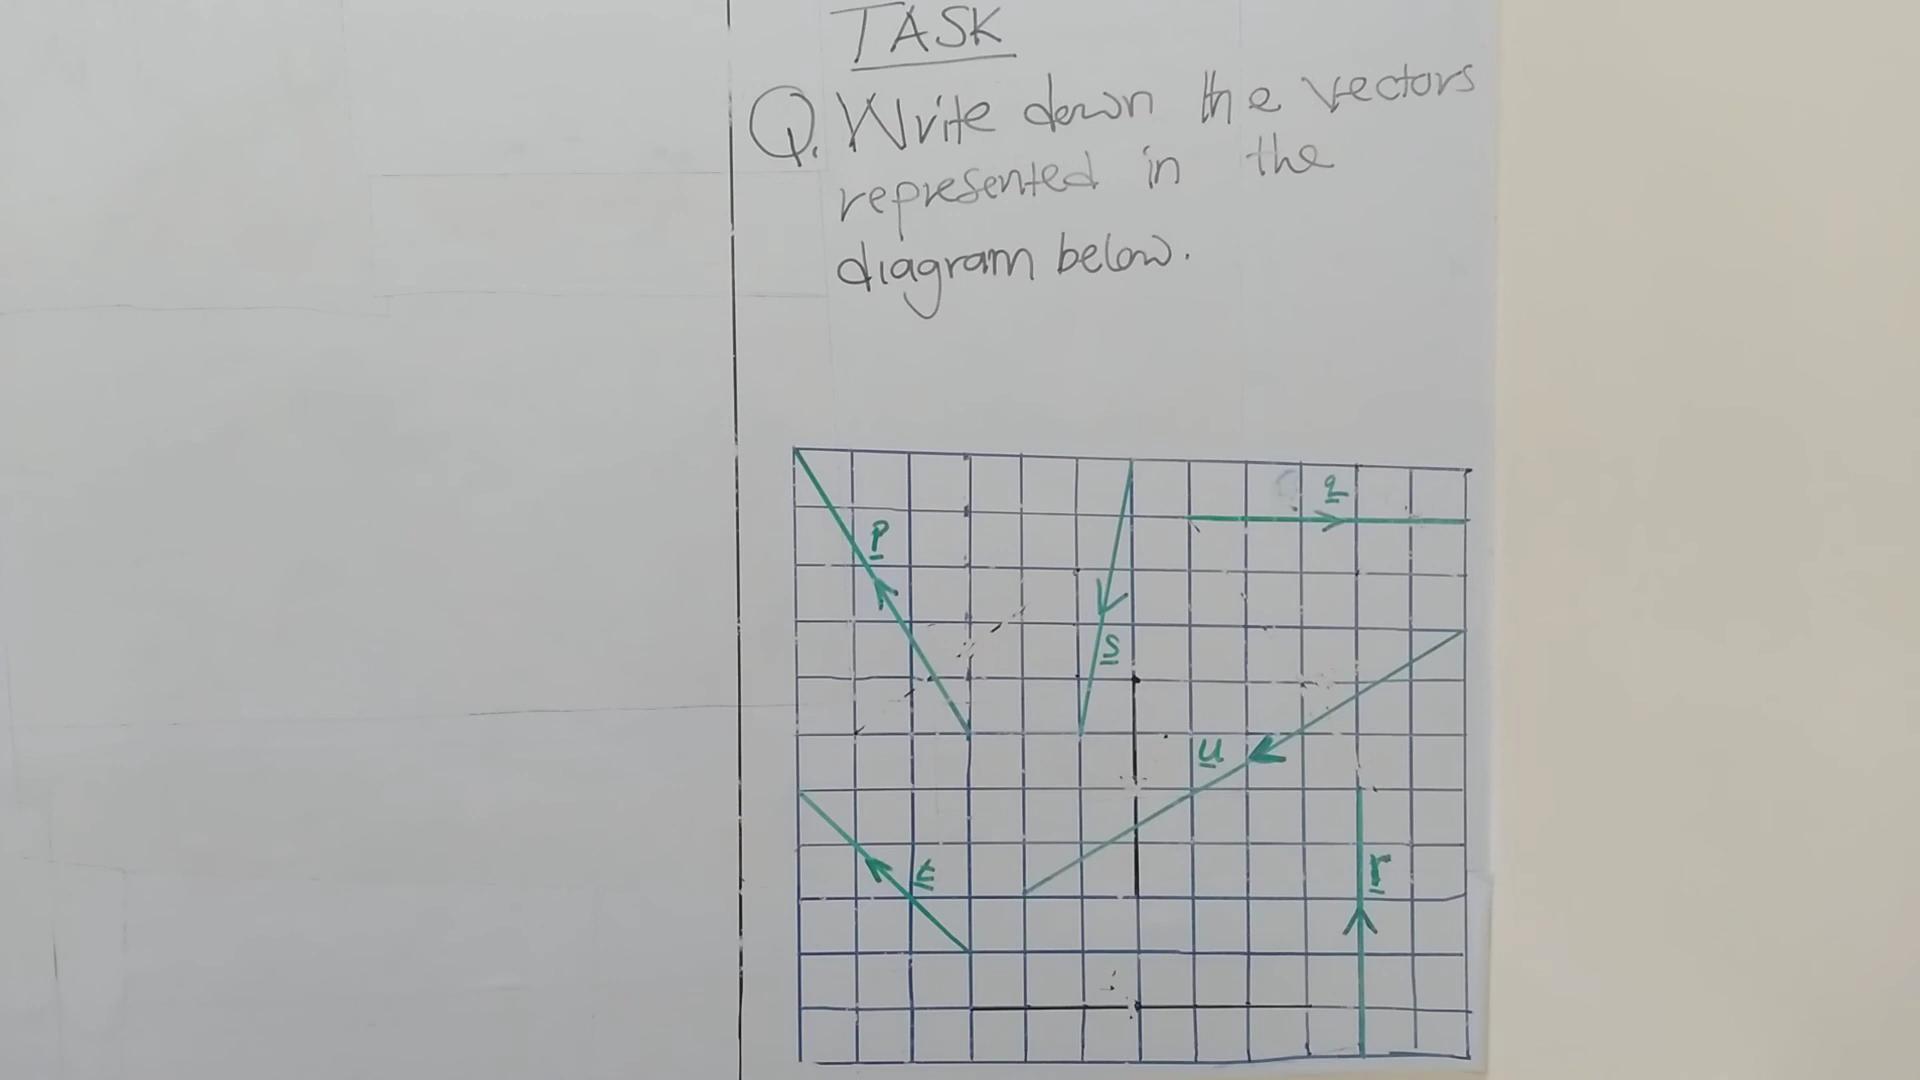 TASK
Q. Write down the vectors
represented in the
diagram below.
q
p
s
u
t
r